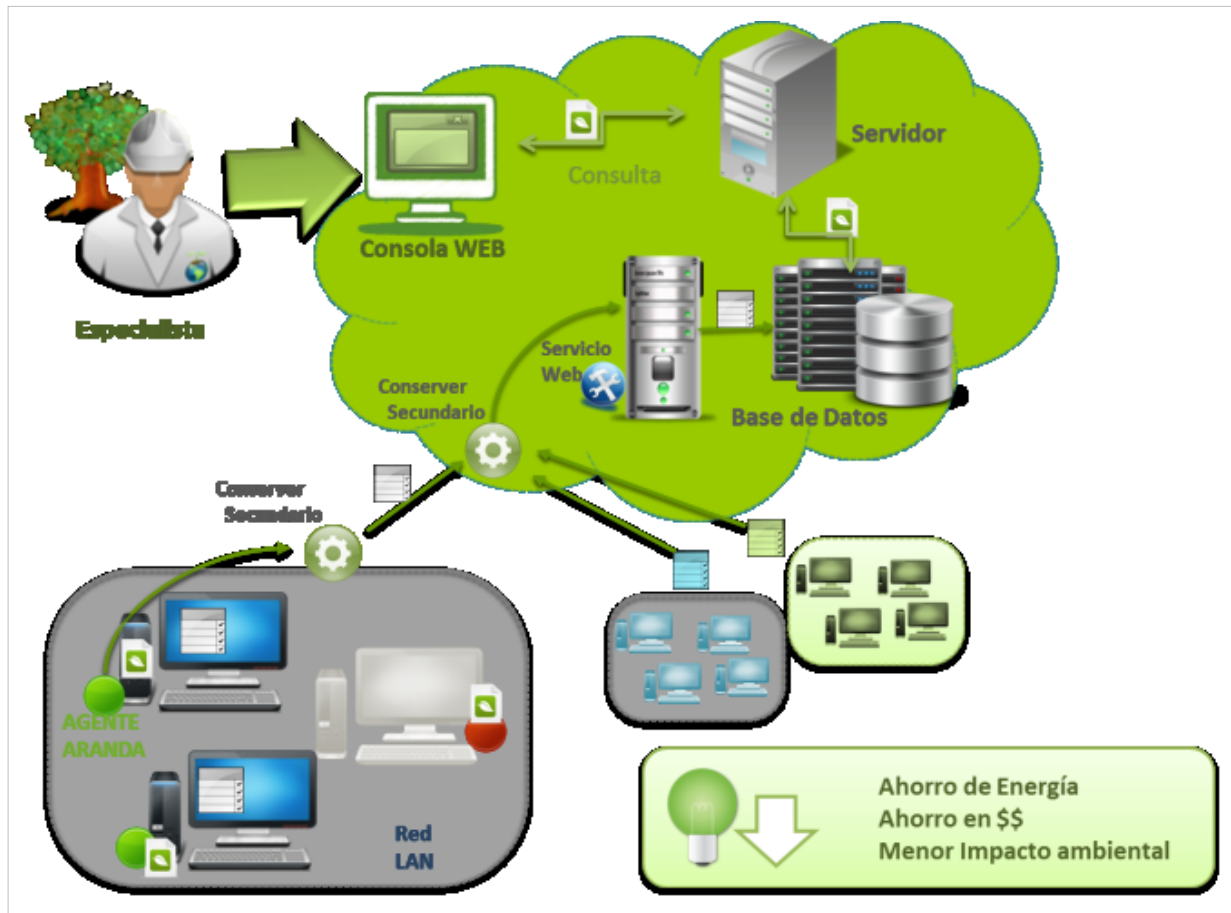 Servidor
Consulta
Consola WEB
Especialista
Servicio
Web
Conserver
Secundario
Base de Datos
Conserver
Secundario
AGENTE
ARANDA
Red
LAN
Ahorro de Energía
Ahorro en $$
Menor Impacto ambiental